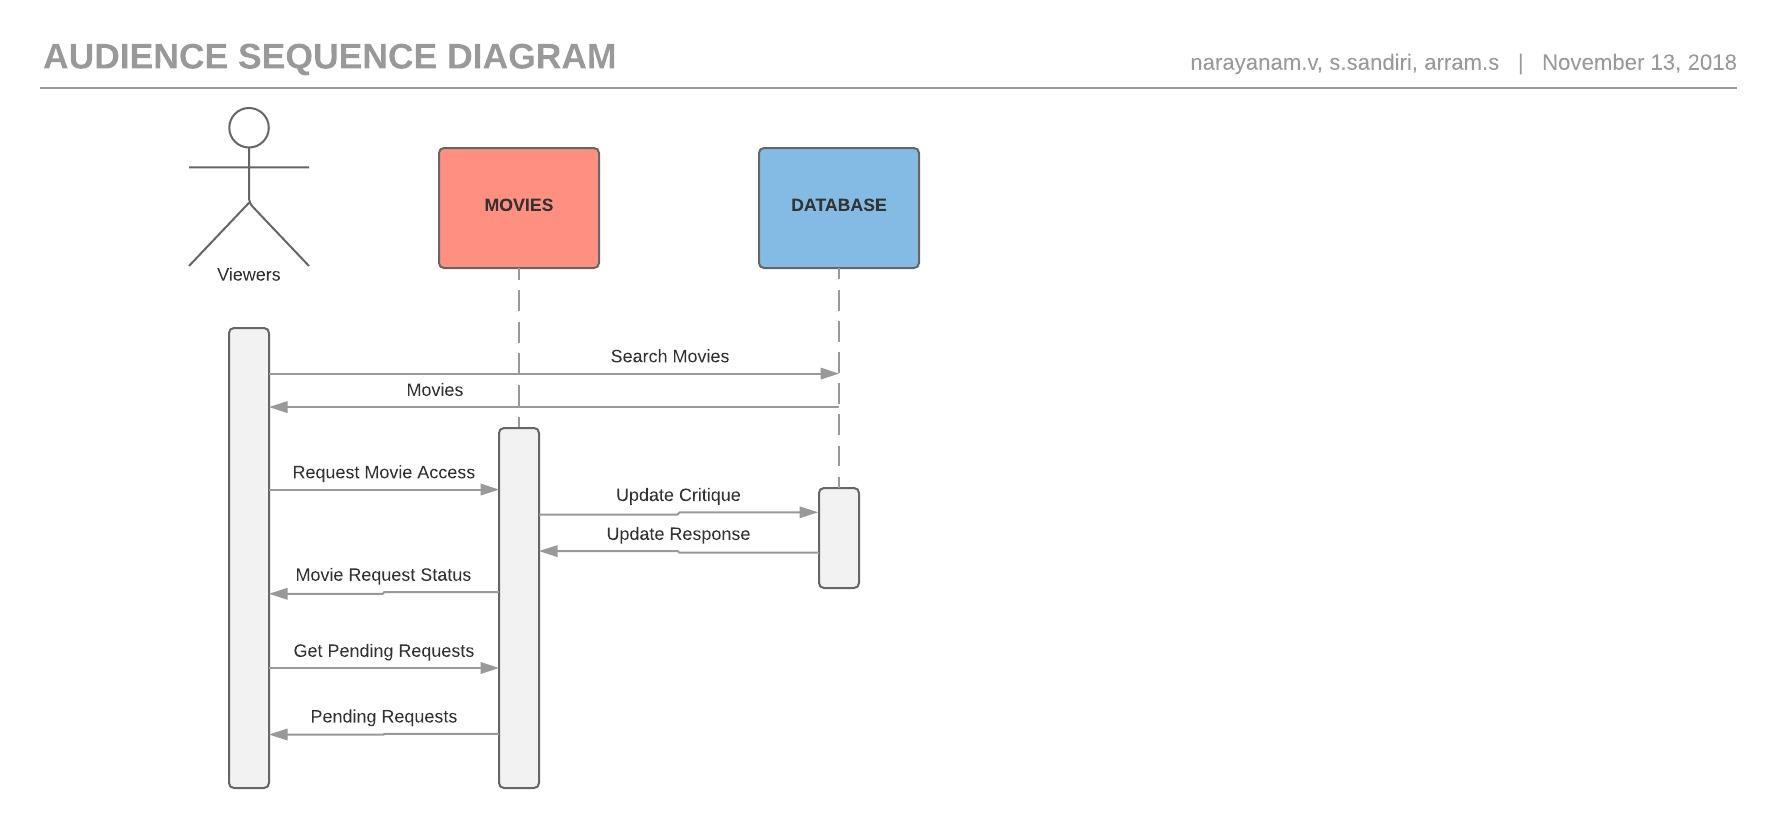 AUDIENCE SEQUENCE DIAGRAM
narayanam.v, s.sandiri, arram.s | November 13, 2018
MOVIES
DATABASE
Viewers
Search Movies
Movies
Request Movie Access
Update Critique
Update Response
Movie Request Status
Get Pending Requests
Pending Requests